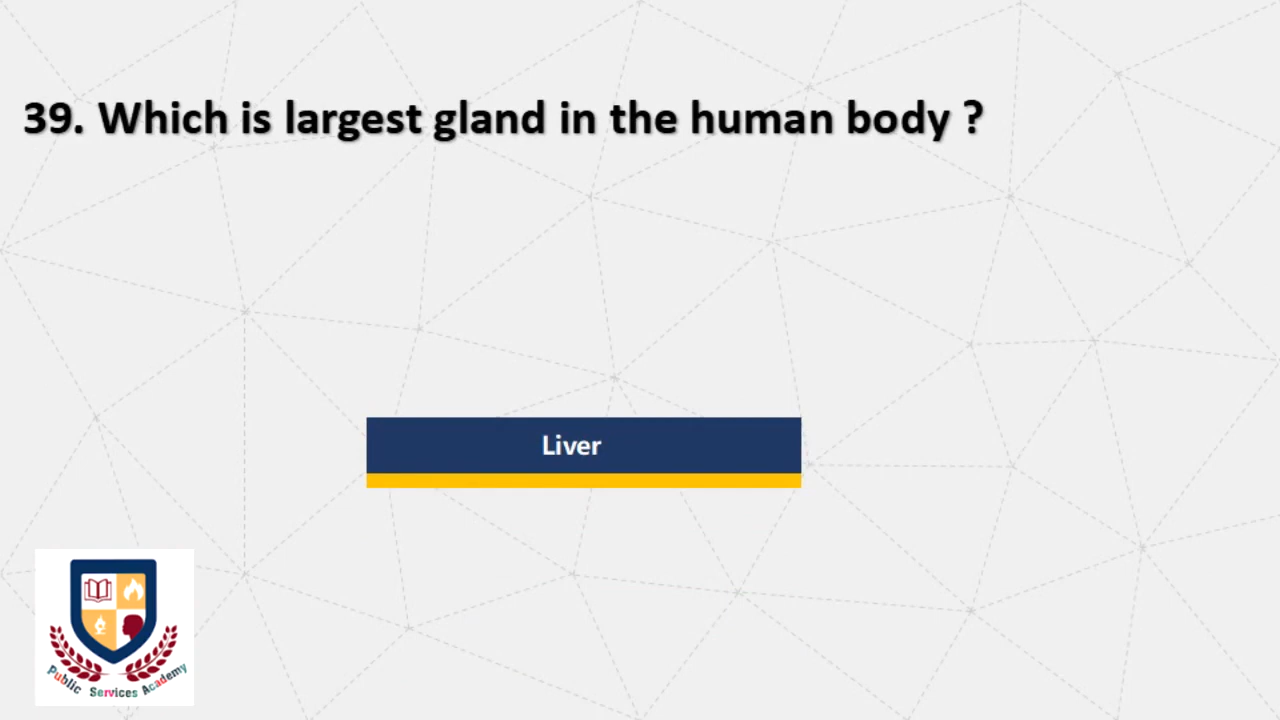 39. Which is largest gland in the human body ?
Liver
Public Services Academy